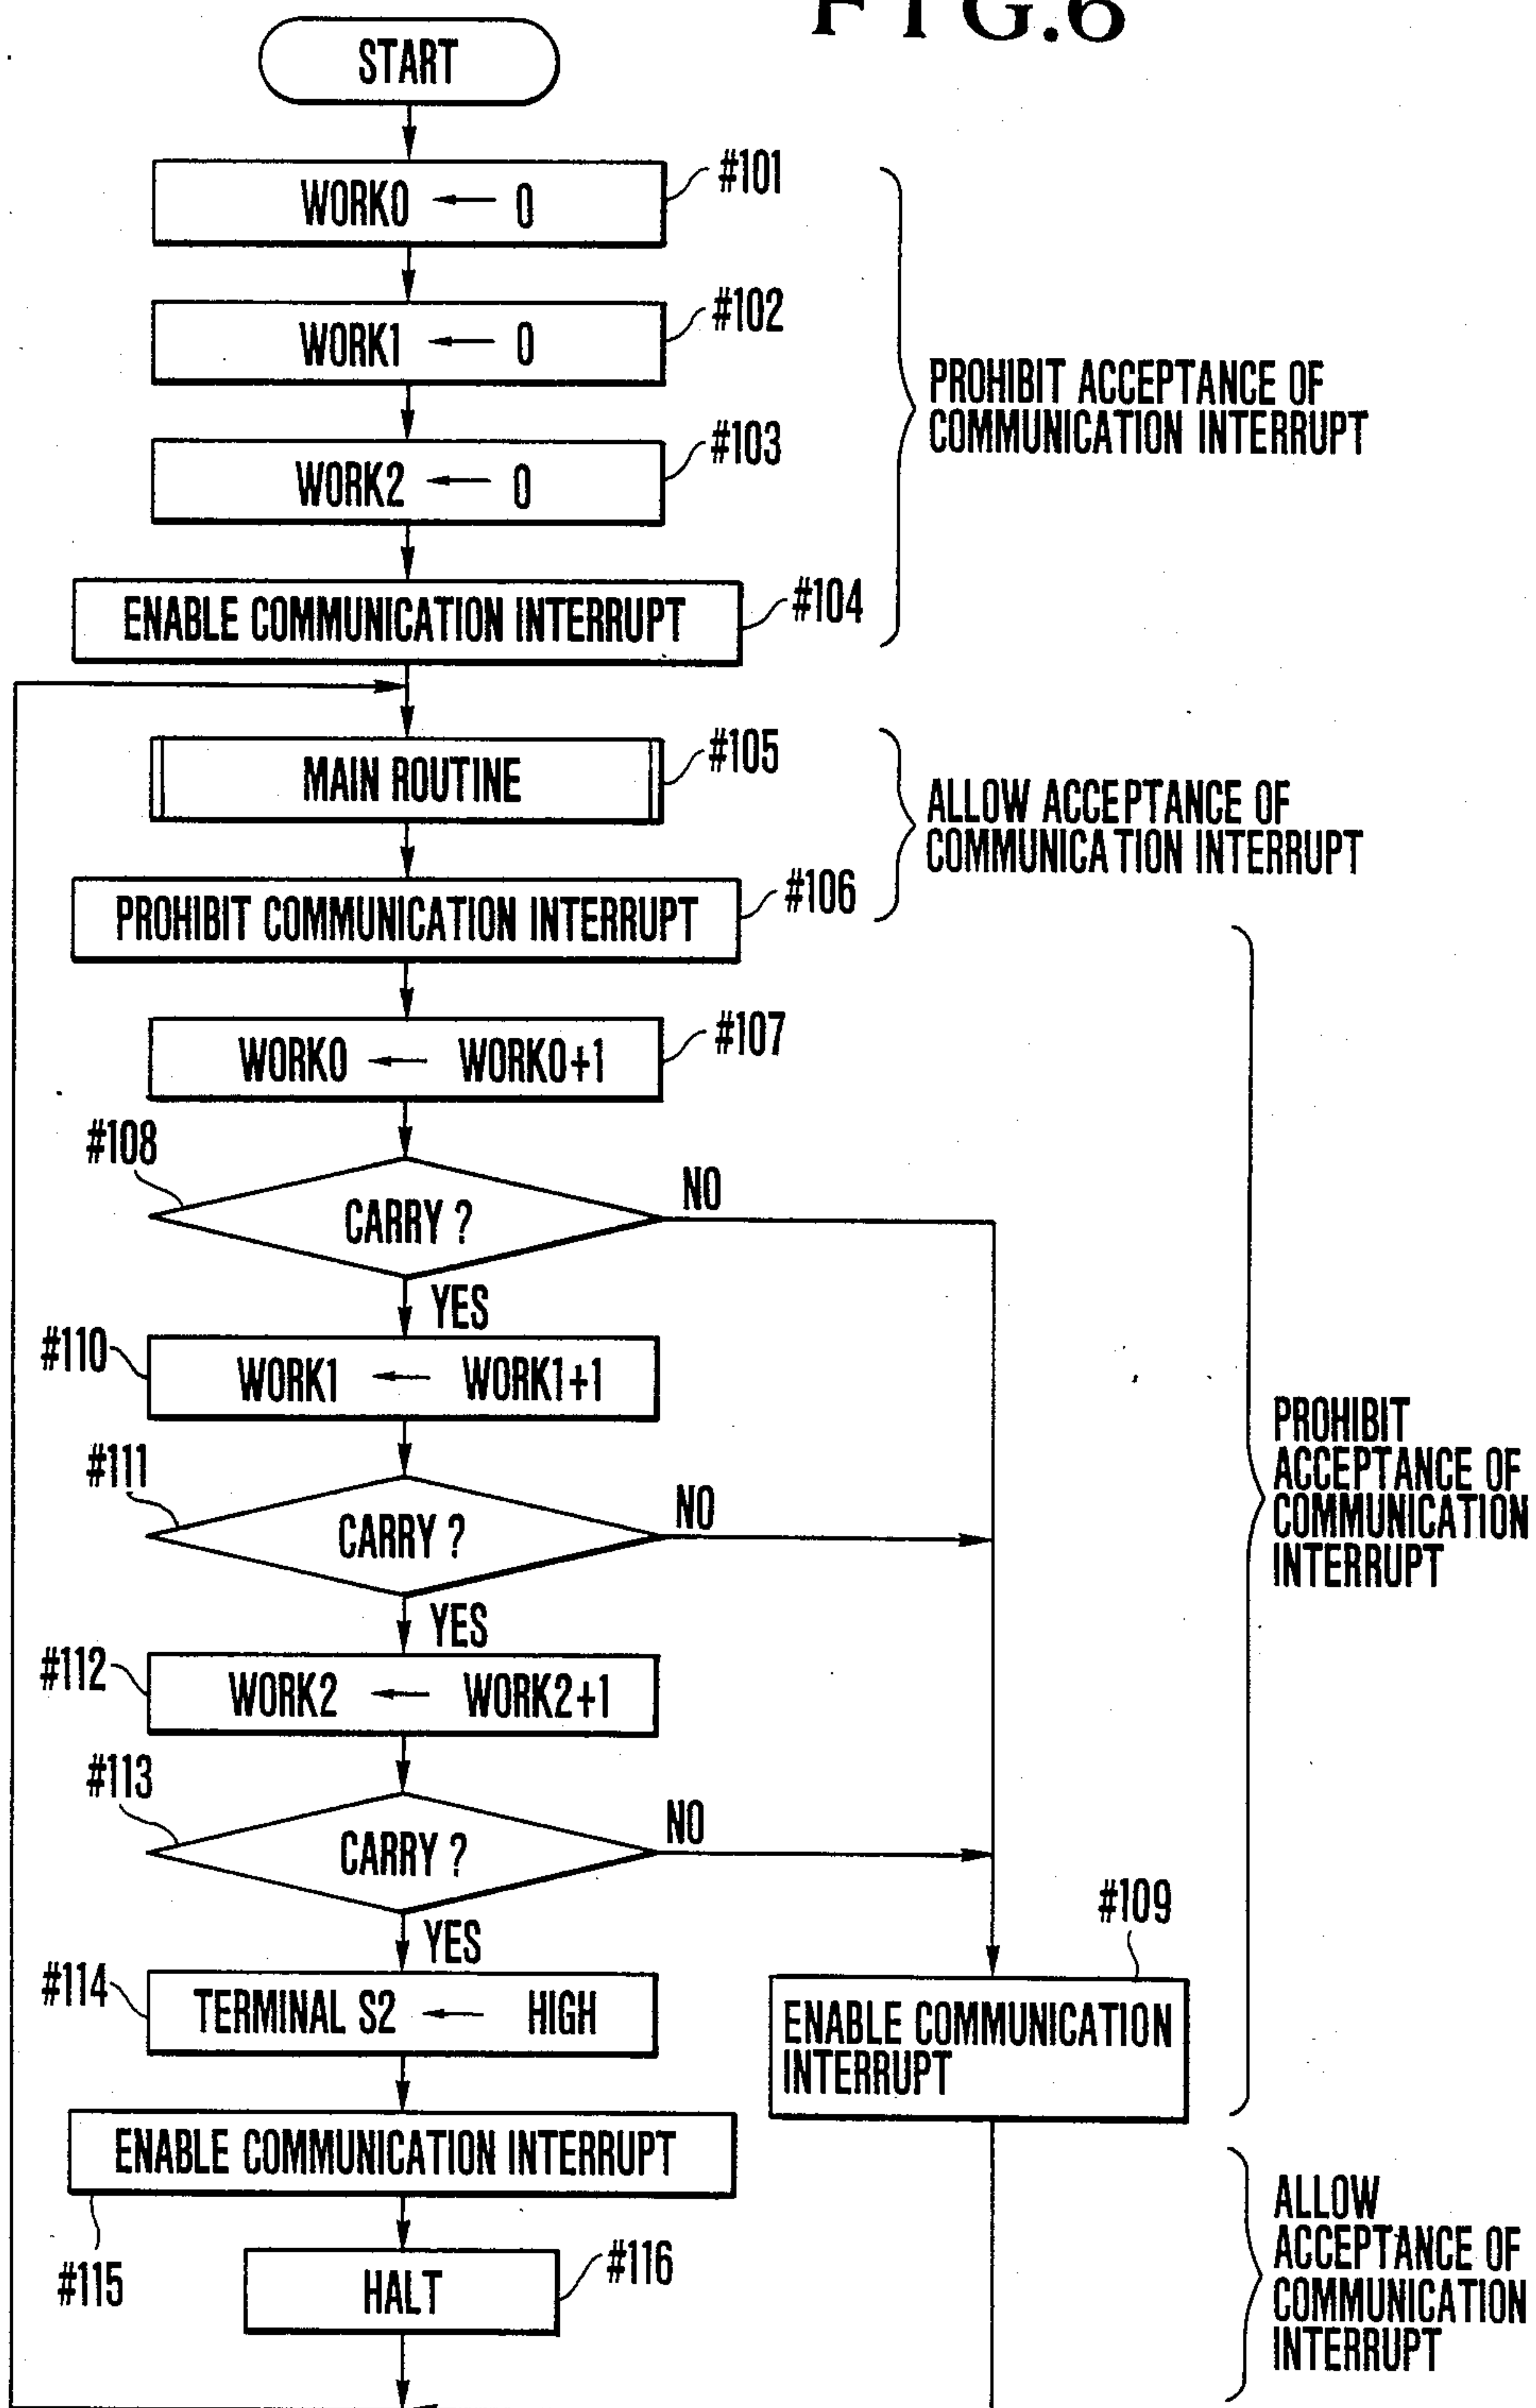 FIG.6
START
WORK0 ← 0
#101
WORK1 ← 0
#102
WORK2 ← 0
#103
ENABLE COMMUNICATION INTERRUPT
#104
PROHIBIT ACCEPTANCE OF
COMMUNICATION INTERRUPT
MAIN ROUTINE
#105
PROHIBIT COMMUNICATION INTERRUPT
#106
ALLOW ACCEPTANCE OF
COMMUNICATION INTERRUPT
WORK0 ← WORK0+1
#107
#108
CARRY ?
NO
YES
#110
WORK1 ← WORK1+1
#111
CARRY ?
NO
YES
#112
WORK2 ← WORK2+1
#113
CARRY ?
NO
YES
#114
TERMINAL S2 ← HIGH
#109
ENABLE COMMUNICATION
INTERRUPT
PROHIBIT
ACCEPTANCE OF
COMMUNICATION
INTERRUPT
ENABLE COMMUNICATION INTERRUPT
#115
HALT
#116
ALLOW
ACCEPTANCE OF
COMMUNICATION
INTERRUPT